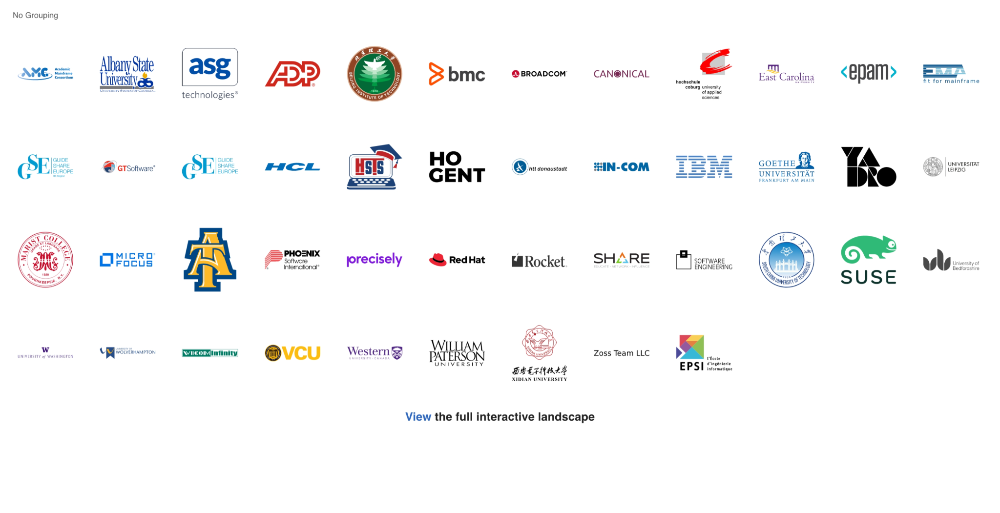 No Grouping
AMC Academic
Mainframe
Consortium
Albany State
University
UNIVERSITY SYSTEM OF GEORGIA
asg
technologies®
ADP®
北京理工大学
BEIJING INSTITUTE OF TECHNOLOGY
1940
bmc
BROADCOM®
CANONICAL
hochschule
coburg university
of applied
sciences
East Carolina
UNIVERSITY
<epam>
EMA
fit for mainframe
GSE GUIDE
SHARE
EUROPE
UK Region
GTSoftware®
GSE GUIDE
SHARE
EUROPE
HCL
HSTS
HO
GENT
htl donaustadt
IN-COM
IBM
GOETHE
UNIVERSITÄT
FRANKFURT AM MAIN
YA
DRO
UNIVERSITÄT
LEIPZIG
MARIST COLLEGE
ORARE ET LABORARE
1929
POUGHKEEPSIE, N.Y.
MICRO
FOCUS®
AT
PHOENIX
Software
International®
precisely
Red Hat
Rocket
SHARE
EDUCATE • NETWORK • INFLUENCE
SOFTWARE
ENGINEERING
华南理工大学
1934
SOUTH CHINA UNIVERSITY OF TECHNOLOGY
SUSE
University of
Bedfordshire
W
UNIVERSITY of WASHINGTON
UNIVERSITY OF
WOLVERHAMPTON
VICOM Infinity
VCU
Western
UNIVERSITY · CANADA
WILLIAM
PATERSON
UNIVERSITY
XIDIAN UNIVERSITY
西安电子科技大学
XIDIAN UNIVERSITY
Zoss Team LLC
EPSI l'École
d'ingénierie
informatique
View the full interactive landscape